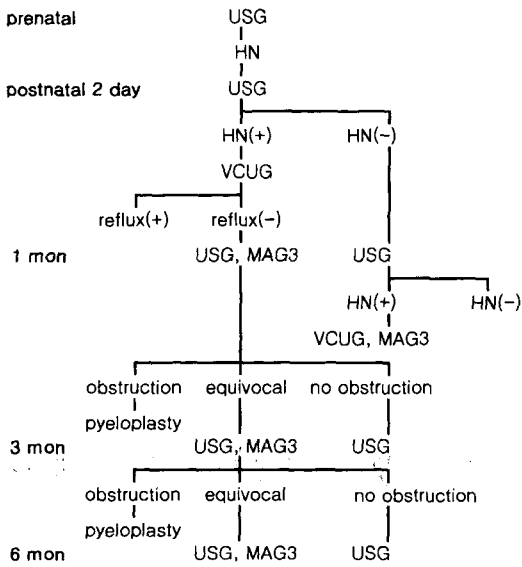 prenatal USG
HN
postnatal 2 day USG
HN(+) HN(−)
VCUG
reflux(+) reflux(−)
1 mon USG, MAG3 USG
HN(+) HN(−)
VCUG, MAG3
obstruction equivocal no obstruction
pyeloplasty
3 mon USG, MAG3 USG
obstruction equivocal no obstruction
pyeloplasty
6 mon USG, MAG3 USG